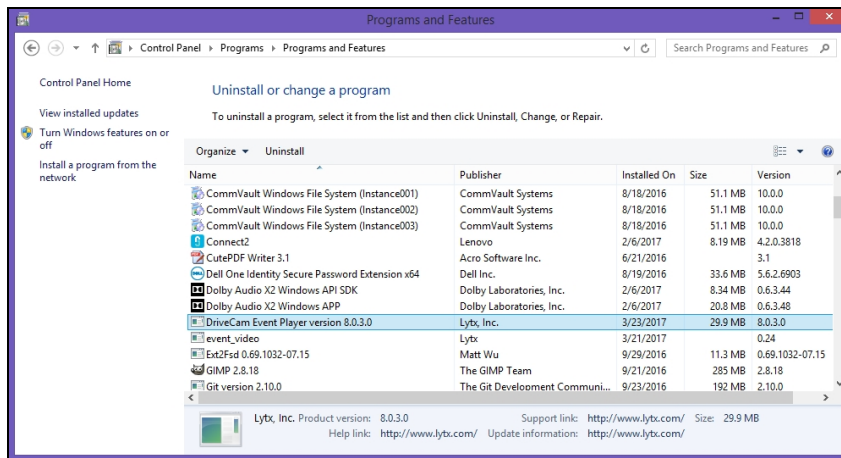 Programs and Features
Control Panel Programs Programs and Features Search Programs and Features
Control Panel Home
View installed updates
Turn Windows features on or
off
Install a program from the
network
Uninstall or change a program
To uninstall a program, select it from the list and then click Uninstall, Change, or Repair.
Organize Uninstall
Name Publisher Installed On Size Version
CommVault Windows File System (Instance001) CommVault Systems 8/18/2016 51.1 MB 10.0.0
CommVault Windows File System (Instance002) CommVault Systems 8/18/2016 51.1 MB 10.0.0
CommVault Windows File System (Instance003) CommVault Systems 8/18/2016 51.1 MB 10.0.0
Connect2 Lenovo 2/6/2017 8.19 MB 4.2.0.3818
CutePDF Writer 3.1 Acro Software Inc. 6/21/2016 3.1
Dell One Identity Secure Password Extension x64 Dell Inc. 8/19/2016 33.6 MB 5.6.2.6903
Dolby Audio X2 Windows API SDK Dolby Laboratories, Inc. 2/6/2017 8.34 MB 0.6.3.44
Dolby Audio X2 Windows APP Dolby Laboratories, Inc. 2/6/2017 20.8 MB 0.6.3.48
DriveCam Event Player version 8.0.3.0 Lytx, Inc. 3/23/2017 29.9 MB 8.0.3.0
event_video Lytx 3/21/2017 0.24
Ext2Fsd 0.69.1032-07.15 Matt Wu 9/29/2016 11.3 MB 0.69.1032-07.15
GIMP 2.8.18 The GIMP Team 9/21/2016 285 MB 2.8.18
Git version 2.10.0 The Git Development Communi... 9/23/2016 192 MB 2.10.0
Lytx, Inc. Product version: 8.0.3.0 Support link: http://www.lytx.com/ Size: 29.9 MB
Help link: http://www.lytx.com/ Update information: http://www.lytx.com/